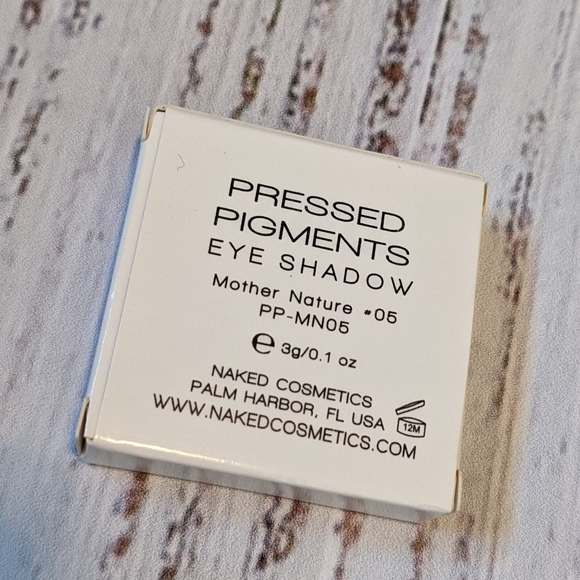 PRESSED
PIGMENTS
EYE SHADOW
Mother Nature #05
PP-MN05
℮ 3g/0.1 oz
NAKED COSMETICS
PALM HARBOR, FL USA
12M
WWW.NAKEDCOSMETICS.COM